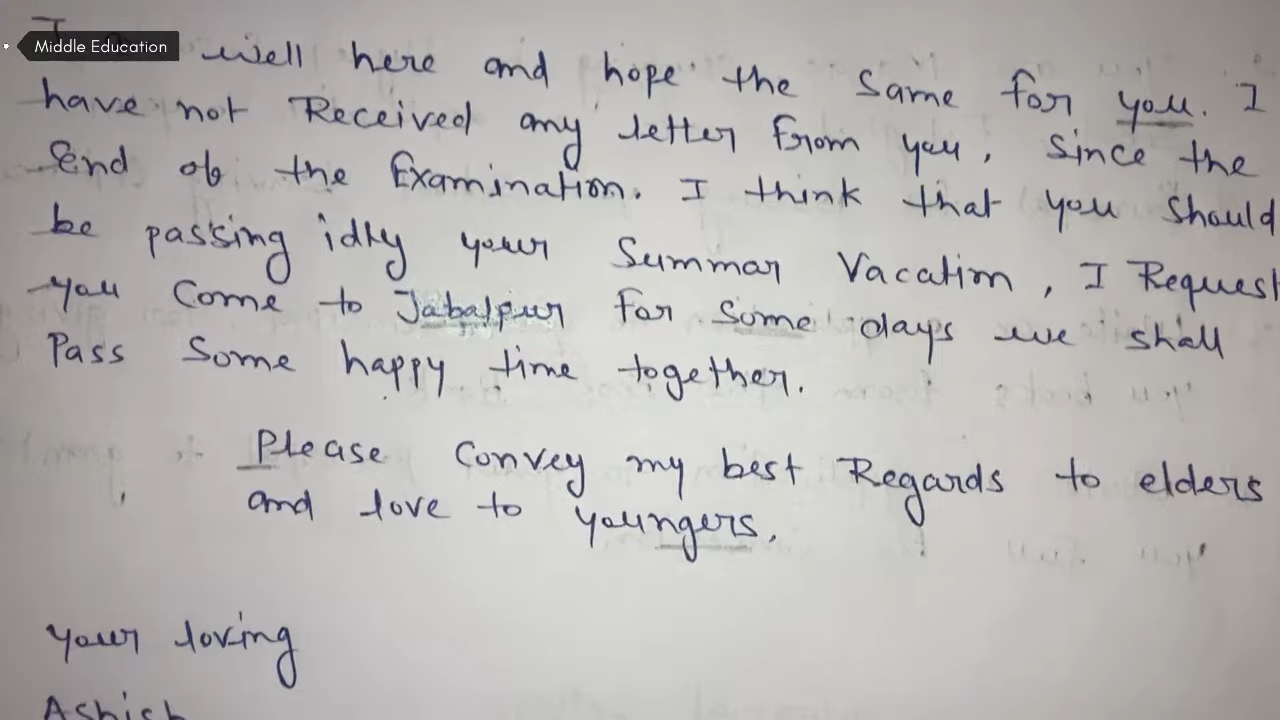 Middle Education
I well here and hope the same for you. I
have not Received any letter from you, since the
End of the Examination. I think that you should
be passing idly your Summar Vacation, I Request
you come to Jabalpur for some days we shall
Pass some happy time together.
Please convey my best Regards to elders
and love to youngers.
your loving
Ashish